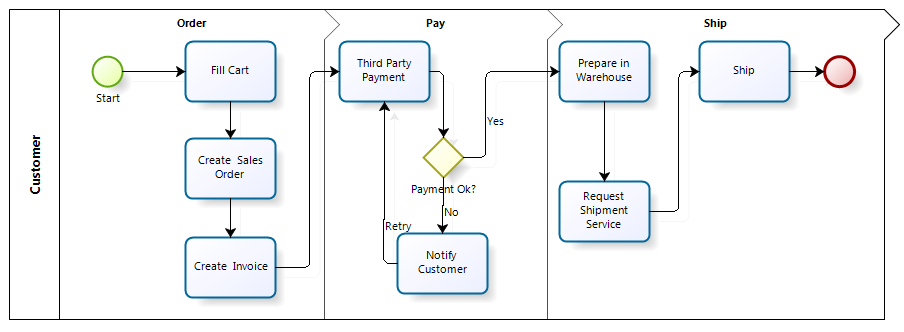 Order
Pay
Ship
Customer
Start
Fill Cart
Create Sales
Order
Create Invoice
Third Party
Payment
Payment Ok?
Yes
No
Retry
Notify
Customer
Prepare in
Warehouse
Request
Shipment
Service
Ship